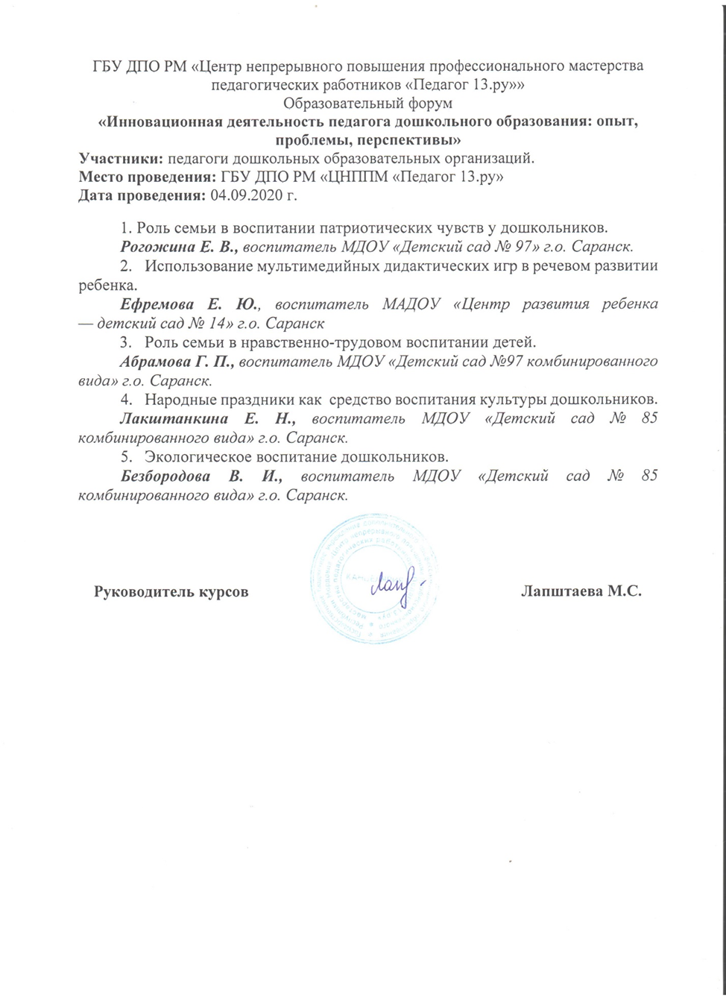 ГБУ ДПО РМ «Центр непрерывного повышения профессионального мастерства
педагогических работников «Педагог 13.ру»»
Образовательный форум
«Инновационная деятельность педагога дошкольного образования: опыт,
проблемы, перспективы»
Участники: педагоги дошкольных образовательных организаций.
Место проведения: ГБУ ДПО РМ «ЦНППМ «Педагог 13.ру»
Дата проведения: 04.09.2020 г.
1. Роль семьи в воспитании патриотических чувств у дошкольников.
Рогожина Е. В., воспитатель МДОУ «Детский сад № 97» г.о. Саранск.
2. Использование мультимедийных дидактических игр в речевом развитии
ребенка.
Ефремова Е. Ю., воспитатель МАДОУ «Центр развития ребенка
— детский сад № 14» г.о. Саранск
3. Роль семьи в нравственно-трудовом воспитании детей.
Абрамова Г. П., воспитатель МДОУ «Детский сад №97 комбинированного
вида» г.о. Саранск.
4. Народные праздники как средство воспитания культуры дошкольников.
Лакштанкина Е. Н., воспитатель МДОУ «Детский сад № 85
комбинированного вида» г.о. Саранск.
5. Экологическое воспитание дошкольников.
Безбородова В. И., воспитатель МДОУ «Детский сад № 85
комбинированного вида» г.о. Саранск.
Руководитель курсов Лапштаева М.С.